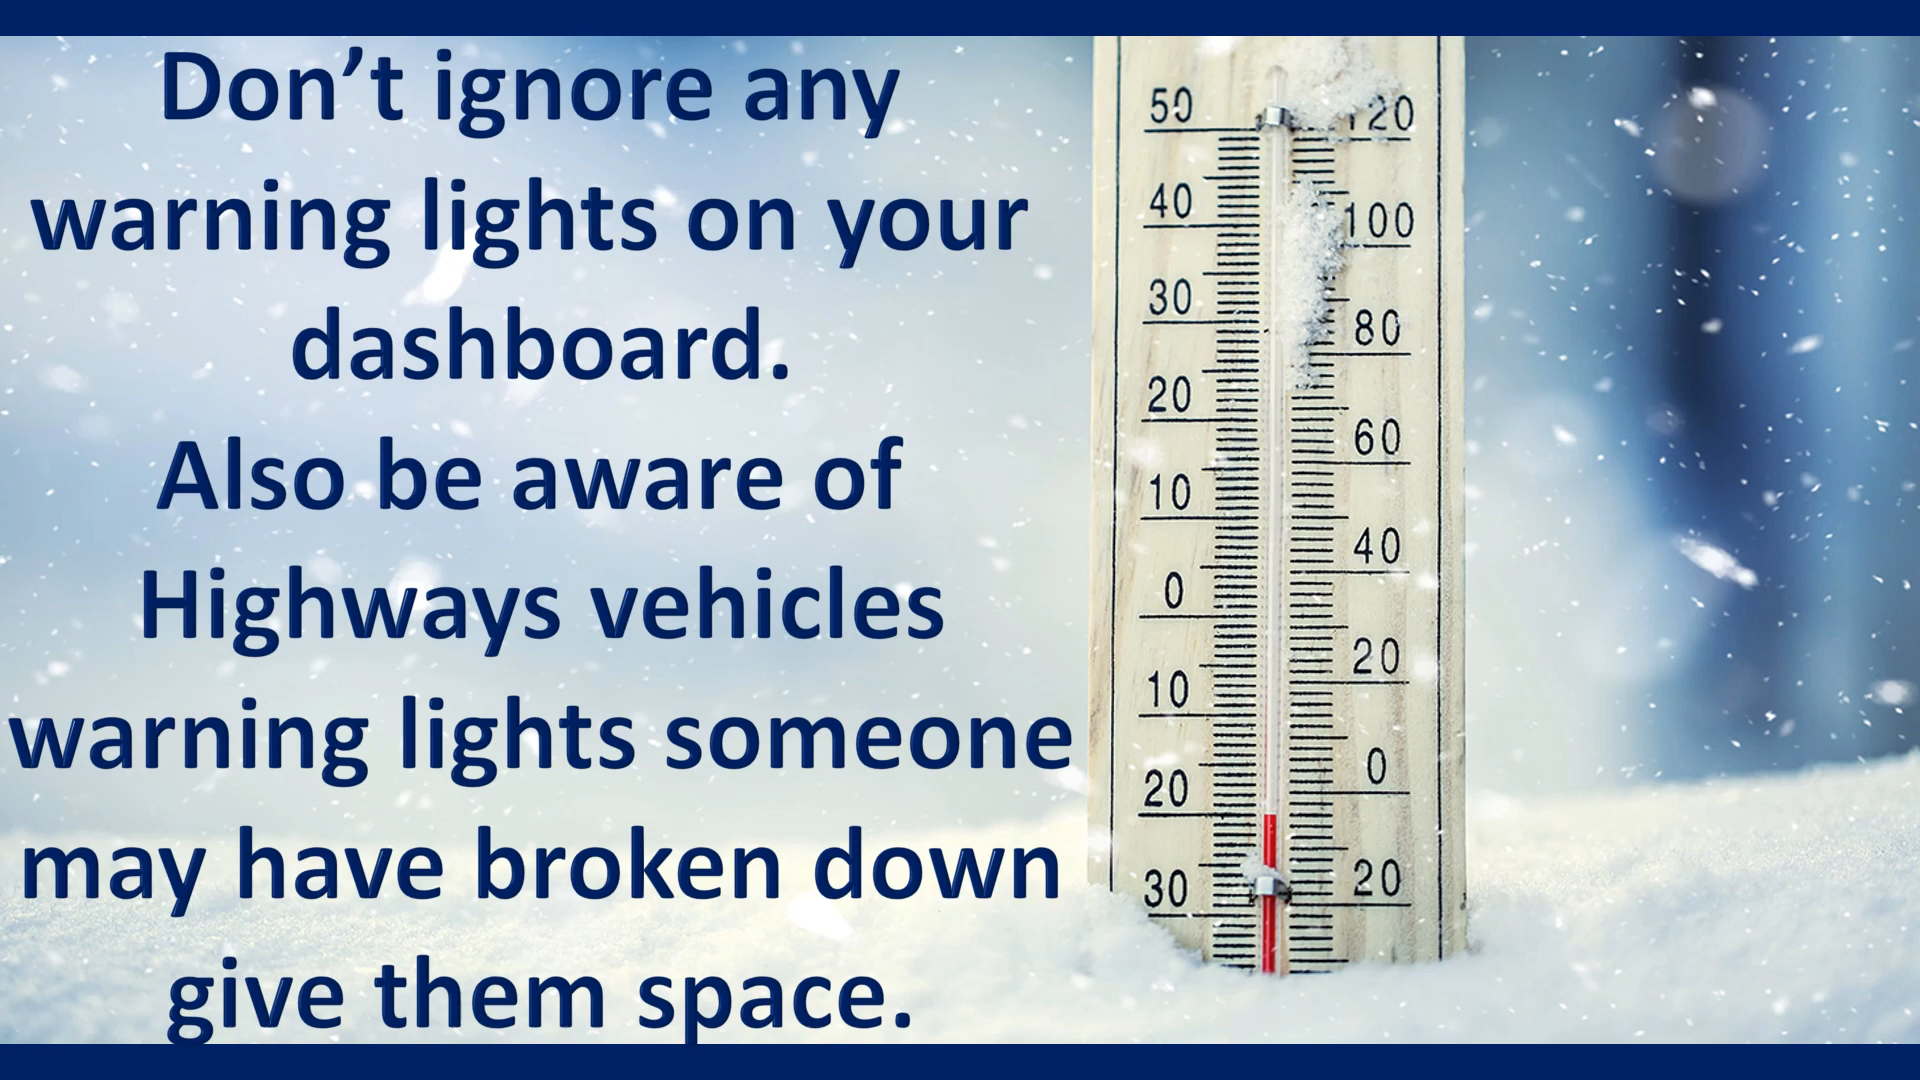 Don’t ignore any
warning lights on your
dashboard.
Also be aware of
Highways vehicles
warning lights someone
may have broken down
give them space.
50 120
40 100
30 80
20 60
10 40
0 20
10 0
20 20
30